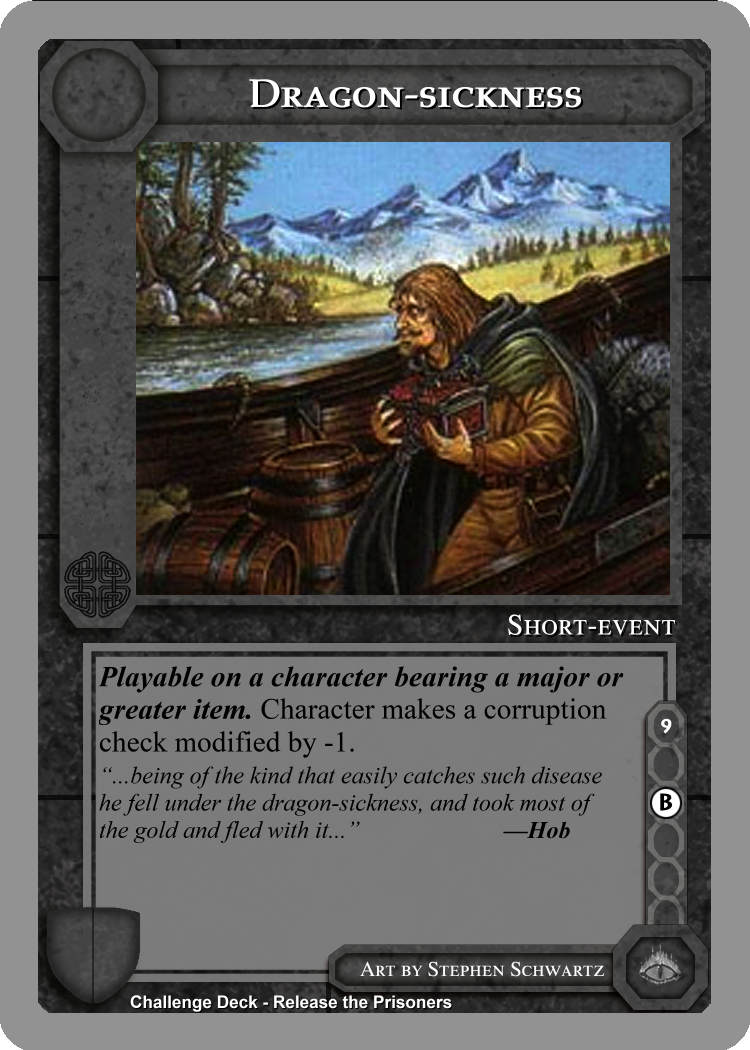 Dragon-sickness
Short-event
Playable on a character bearing a major or
greater item. Character makes a corruption
check modified by -1.
“...being of the kind that easily catches such disease
he fell under the dragon-sickness, and took most of
the gold and fled with it...” —Hob
9
B
Art by Stephen Schwartz
Challenge Deck - Release the Prisoners